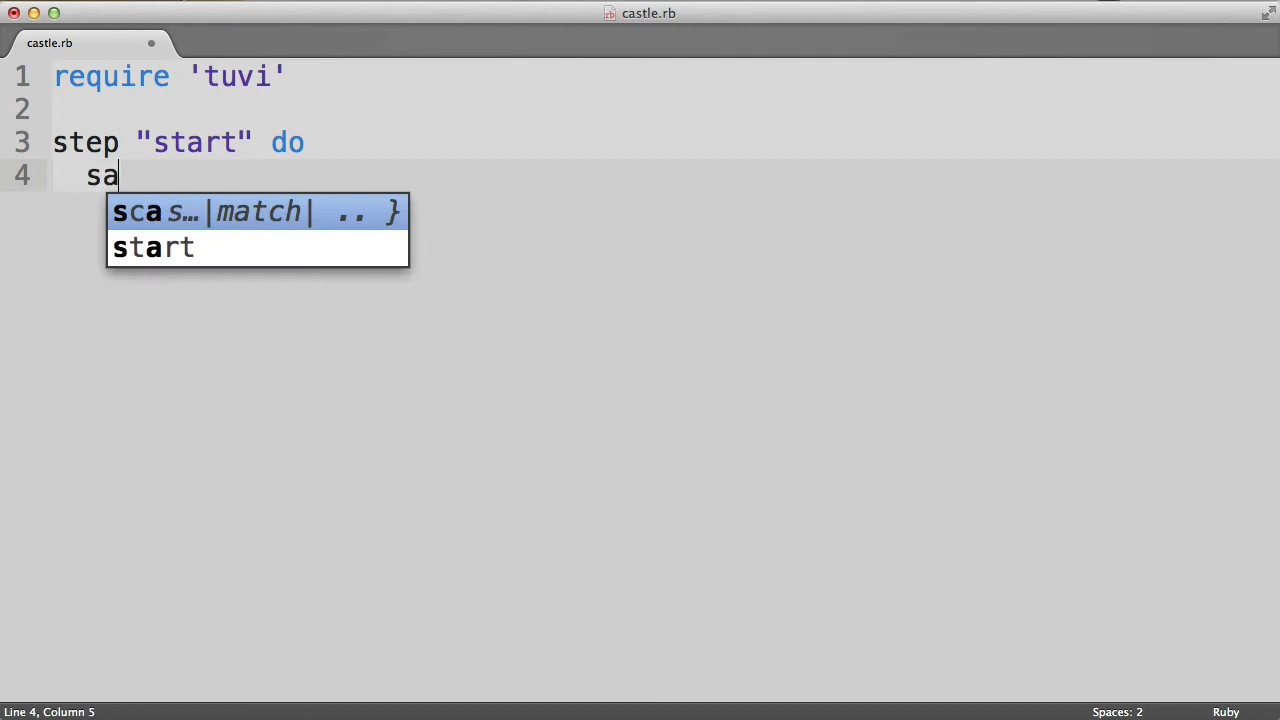 castle.rb
castle.rb
1 require 'tuvi'
2
3 step "start" do
4 sa
scas…|match| .. }
start
Line 4, Column 5
Spaces: 2
Ruby